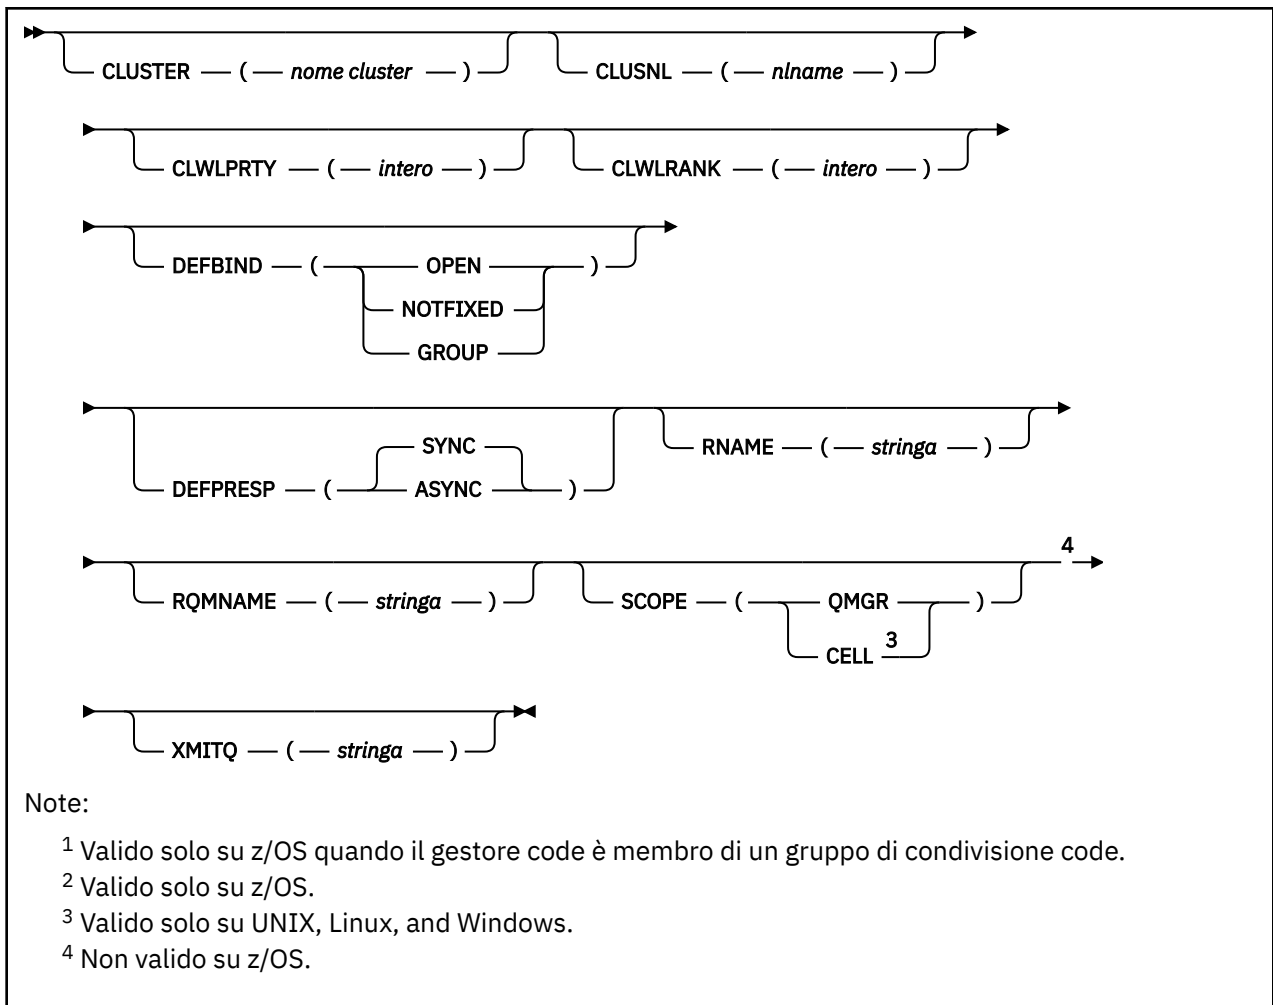 CLUSTER ( nome cluster ) CLUSNL ( nlname )
CLWLPRTY ( intero ) CLWLRANK ( intero )
DEFBIND ( OPEN )
NOTFIXED
GROUP
SYNC
RNAME ( stringa )
DEFPRESP ( ASYNC )
4
RQMNAME ( stringa ) SCOPE ( QMGR )
CELL 3
XMITQ ( stringa )
Note:
1 Valido solo su z/OS quando il gestore code è membro di un gruppo di condivisione code.
2 Valido solo su z/OS.
3 Valido solo su UNIX, Linux, and Windows.
4 Non valido su z/OS.